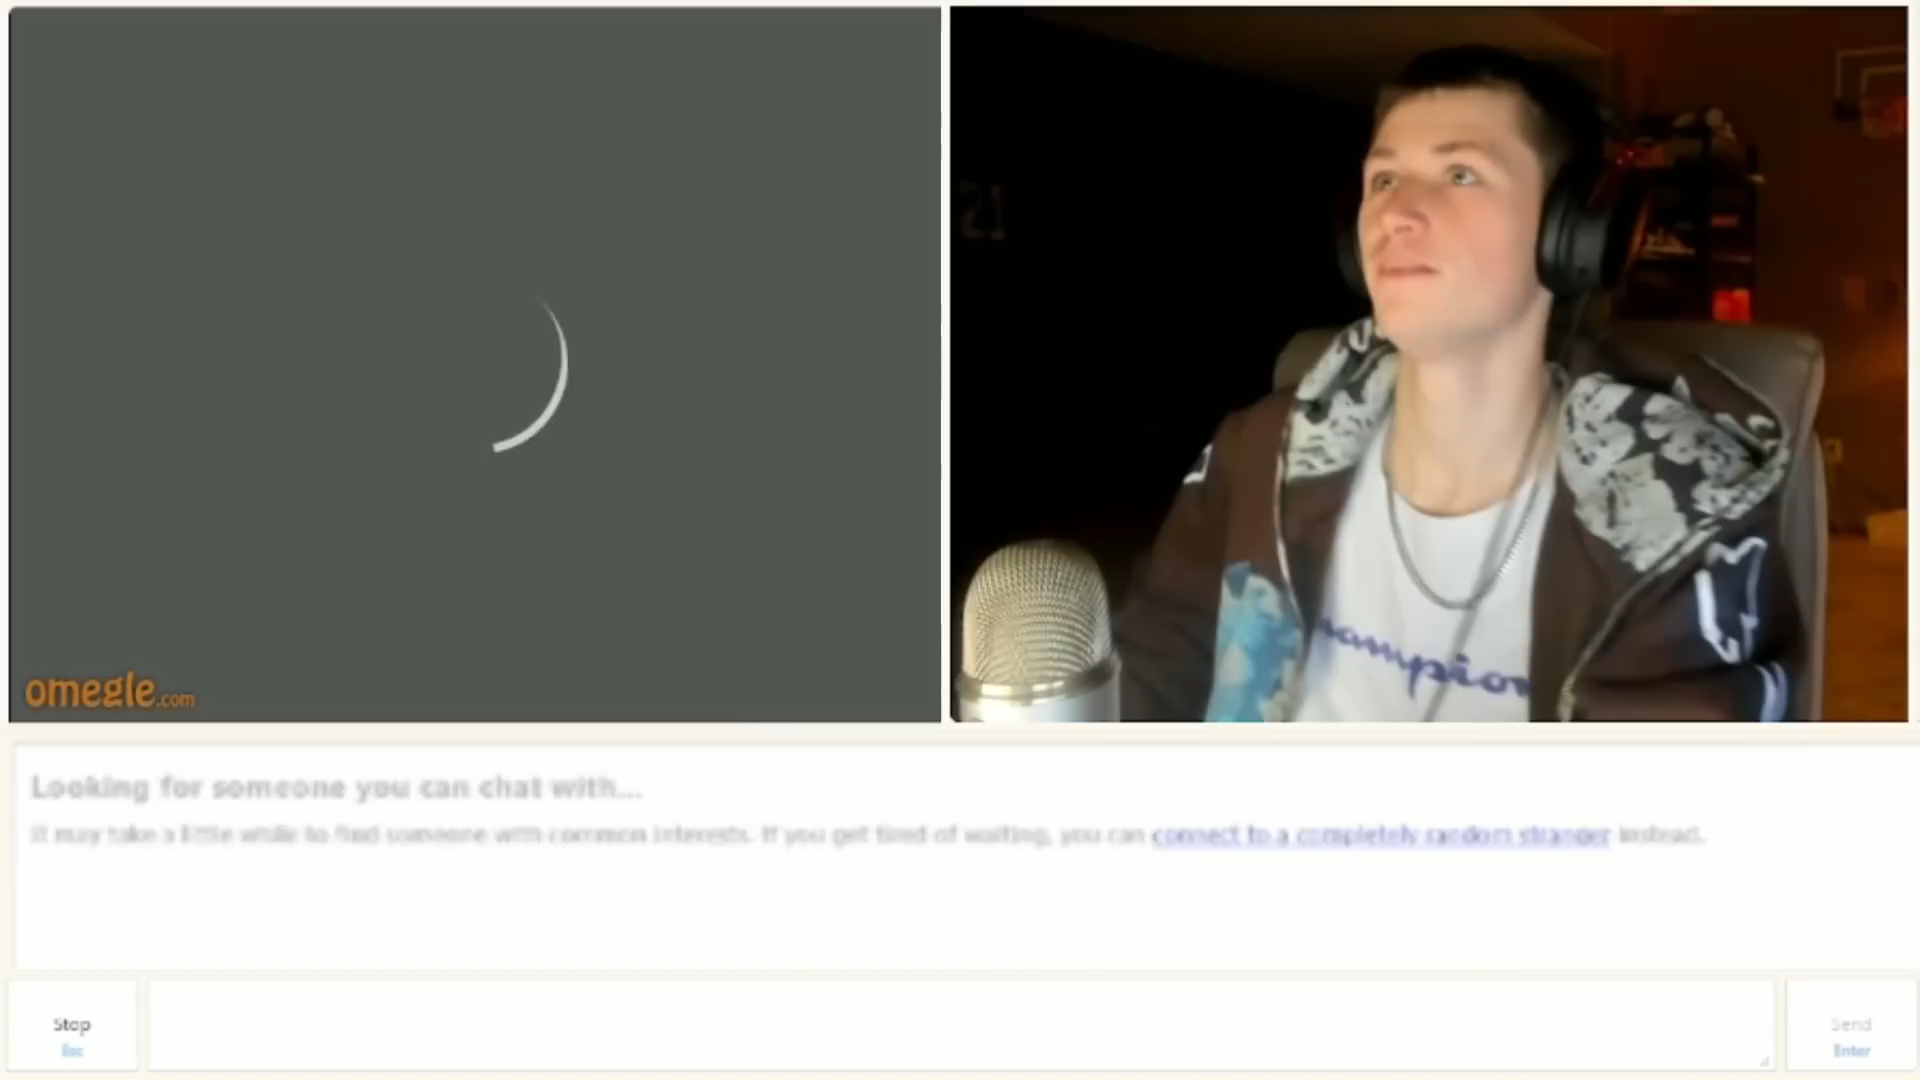 21
omegle.com
Champion
Looking for someone you can chat with...
It may take a little while to find someone with common interests. If you get tired of waiting, you can connect to a completely random stranger instead.
Stop
Esc
Send
Enter